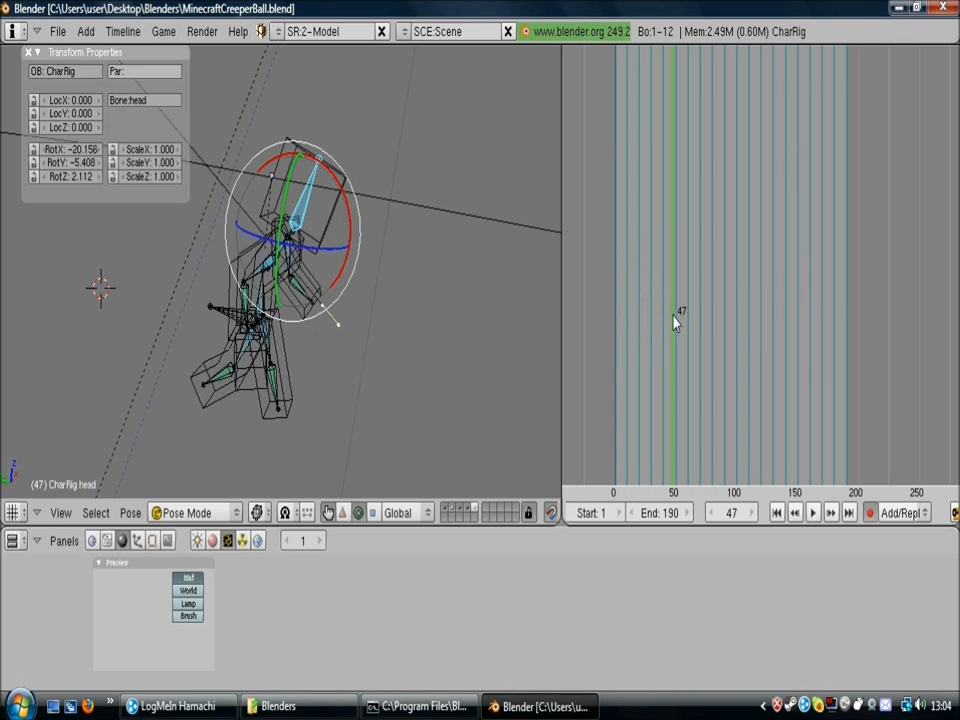 Blender [C:\Users\user\Desktop\Blenders\MinecraftCreeperBall.blend]
File Add Timeline Game Render Help SR:2-Model SCE:Scene www.blender.org 249.2 Bo:1-12 | Mem:2.49M (0.60M) CharRig
Transform Properties
OB: CharRig Par:
LocX: 0.000 Bone:head
LocY: 0.000
LocZ: 0.000
RotX: -20.156 ScaleX: 1.000
RotY: -5.408 ScaleY: 1.000
RotZ: 2.112 ScaleZ: 1.000
47
(47) CharRig head
0 50 100 150 200 250
View Select Pose Pose Mode Global Start: 1 End: 190 47 Add/Repl
Panels 1
Preview
Mat
World
Lamp
Brush
LogMeIn Hamachi Blenders C:\Program Files\Bl... Blender [C:\Users\u... 13:04